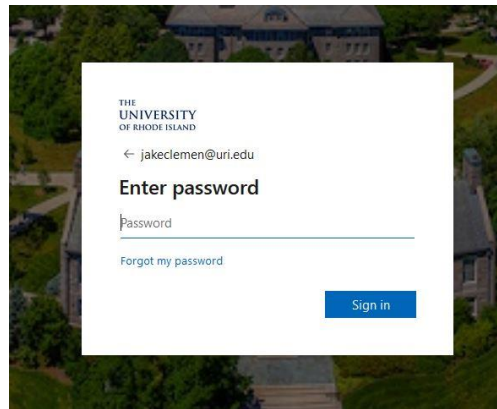 THE
UNIVERSITY
OF RHODE ISLAND
← jakeclemen@uri.edu
Enter password
Password
Forgot my password
Sign in